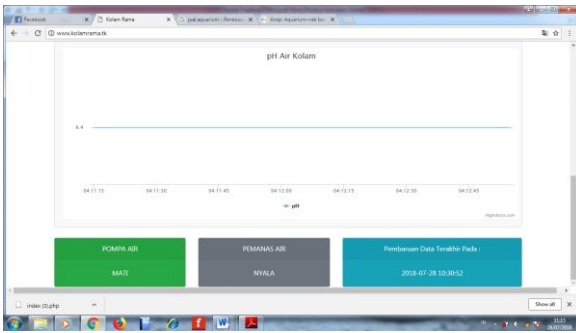 Facebook
Kolam Rama
www.kolamrama.tk
pH Air Kolam
8.4
04:11:15 04:11:30 04:11:45 04:12:00 04:12:15 04:12:30 04:12:45
pH
Highcharts.com
POMPA AIR PEMANAS AIR Pembaruan Data Terakhir Pada :
MATI NYALA 2018-07-28 10:30:52
index (3).php
Show all